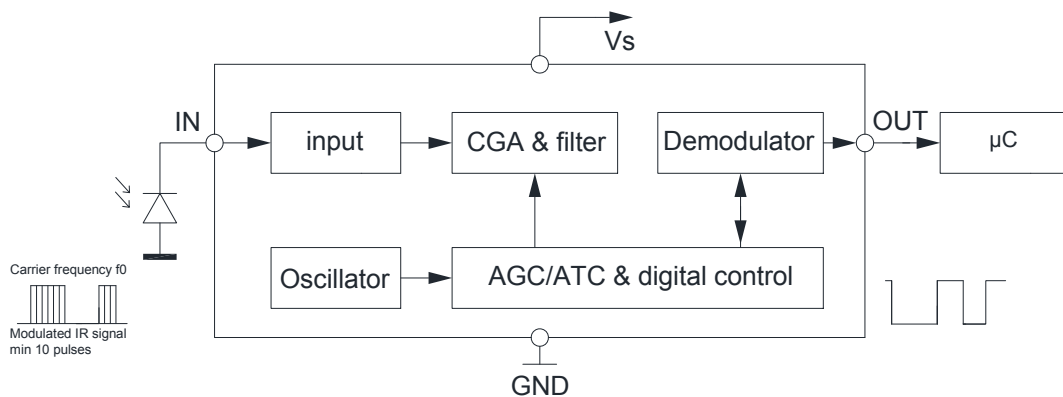 Vs
IN
input
CGA & filter
Demodulator
OUT
µC
Carrier frequency f0
Modulated IR signal
min 10 pulses
Oscillator
AGC/ATC & digital control
GND